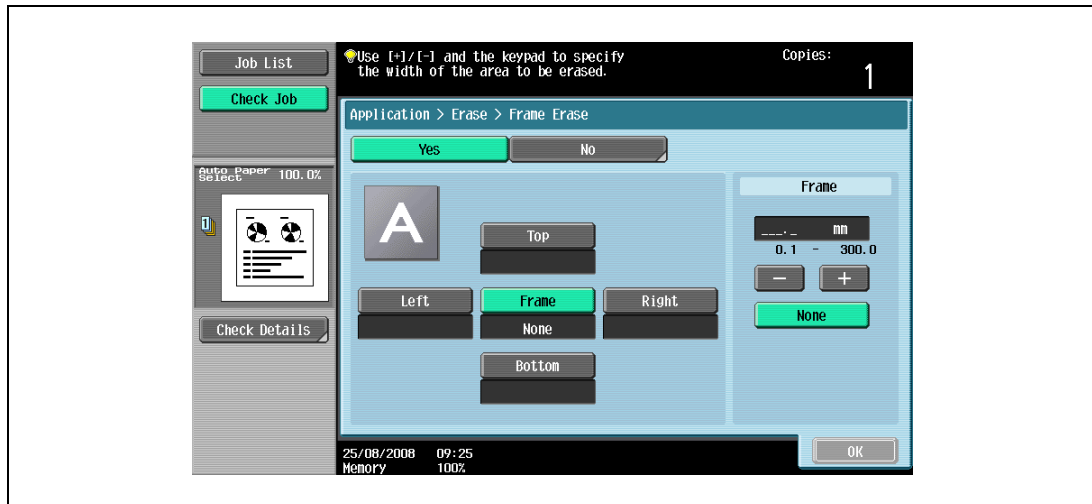 Job List
Check Job
Use [+]/[-] and the keypad to specify
the width of the area to be erased.
Copies:
1
Application > Erase > Frame Erase
Yes
No
Auto Paper
Select
100.0%
1
A
Top
Left
Frame
Right
None
Bottom
Frame
___._ mm
0.1 - 300.0
- +
None
Check Details
OK
25/08/2008 09:25
Memory 100%